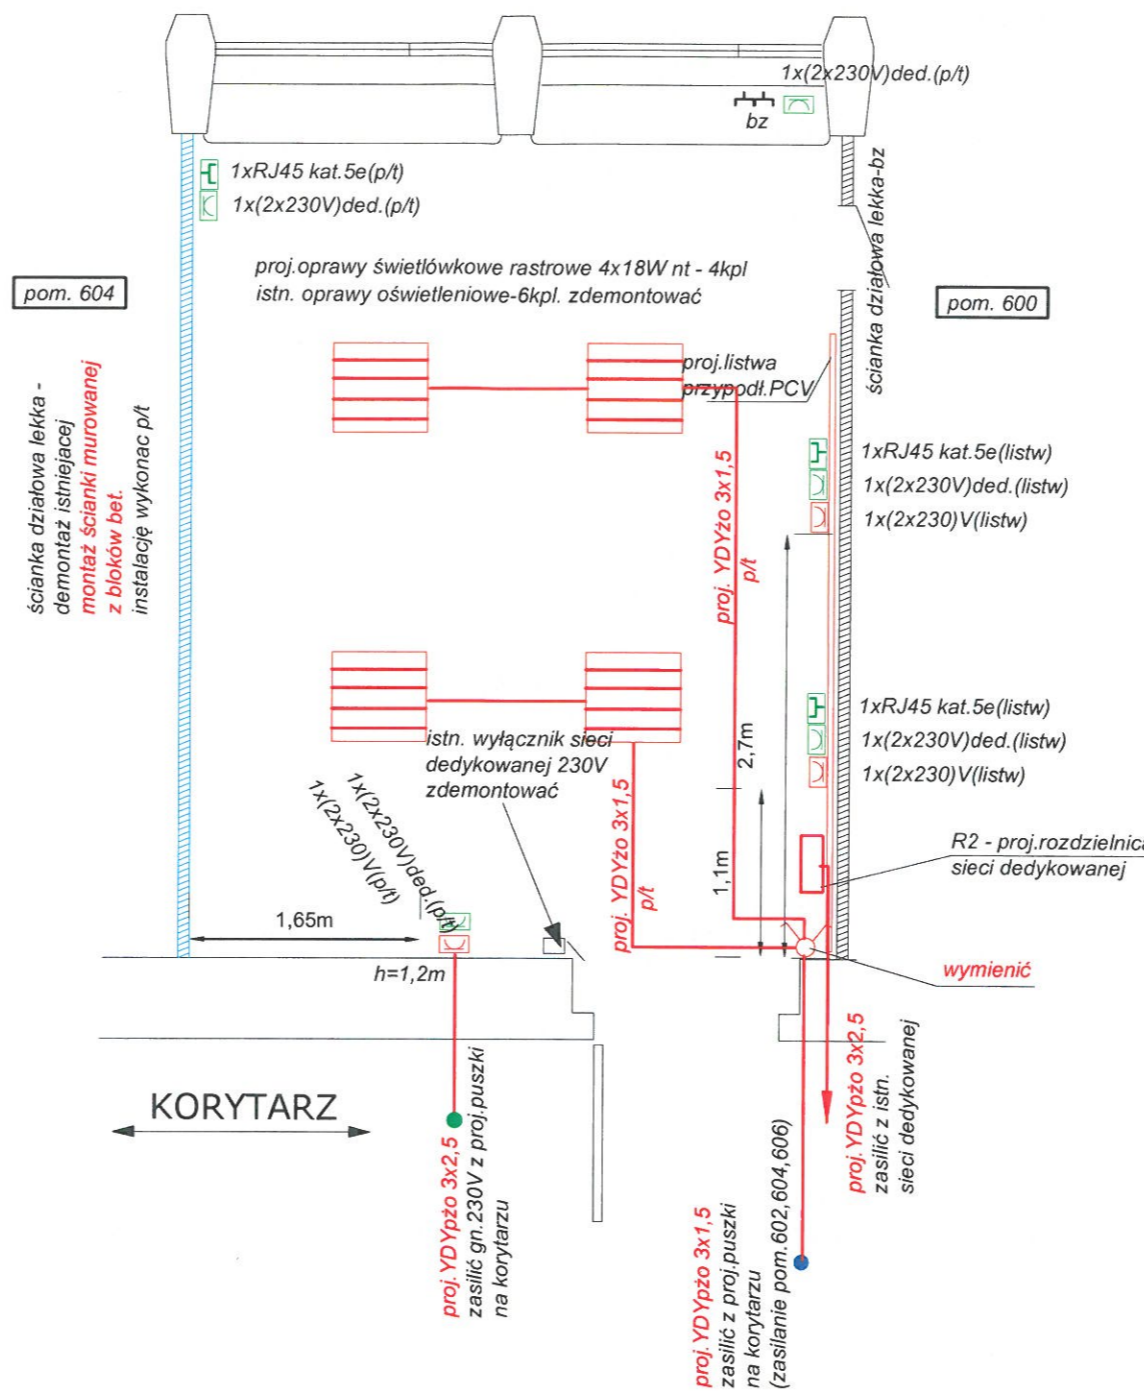 1x(2x230V)ded.(p/t)
bz
1xRJ45 kat.5e(p/t)
1x(2x230V)ded.(p/t)
ścianka działowa lekka-bz
proj.oprawy świetlówkowe rastrowe 4x18W nt - 4kpl
istn. oprawy oświetleniowe-6kpl. zdemontować
pom. 604
pom. 600
ścianka działowa lekka -
demontaż istniejacej
montaż ścianki murowanej
z bloków bet.
instalację wykonac p/t
proj.listwa
przypodł.PCV
1xRJ45 kat.5e(listw)
1x(2x230V)ded.(listw)
1x(2x230)V(listw)
proj. YDYżo 3x1,5
p/t
1xRJ45 kat.5e(listw)
1x(2x230V)ded.(listw)
1x(2x230)V(listw)
2,7m
istn. wyłącznik sieci
dedykowanej 230V
zdemontować
1x(2x230V)ded.(p/t)
1x(2x230)V(p/t)
proj. YDYżo 3x1,5
p/t
1,1m
R2 - proj.rozdzielnica
sieci dedykowanej
1,65m
h=1,2m
wymienić
KORYTARZ
proj.YDYpżo 3x2,5
zasilić gn.230V z proj.puszki
na korytarzu
proj.YDYpżo 3x1,5
zasilić z proj.puszki
na korytarzu
(zasilanie pom.602,604,606)
proj.YDYpżo 3x2,5
zasilić z istn.
sieci dedykowanej